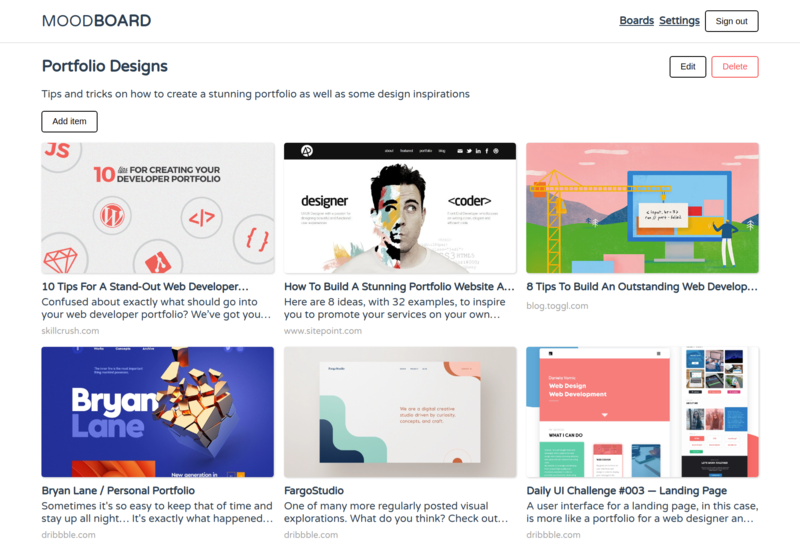 MOODBOARD
Boards Settings Sign out
Portfolio Designs
Edit Delete
Tips and tricks on how to create a stunning portfolio as well as some design inspirations
Add item
JS
10 tips FOR CREATING YOUR
DEVELOPER PORTFOLIO
</>
{ }
about featured portfolio blog
designer
<coder>
10 Tips For A Stand-Out Web Developer...
Confused about exactly what should go into
your web developer portfolio? We've got you...
skillcrush.com
How To Build A Stunning Portfolio Website A...
Here are 8 ideas, with 32 examples, to inspire
you to promote your services on your own...
www.sitepoint.com
8 Tips To Build An Outstanding Web Develop...
blog.toggl.com
Bryan
Lane
New generation in
FargoStudio
We are a digital creative
studio driven by curiosity,
concepts, and craft.
Web Design
Web Development
WHAT I CAN DO
Bryan Lane / Personal Portfolio
Sometimes it's so easy to keep that of time and
stay up all night... It's exactly what happened...
dribbble.com
FargoStudio
One of many more regularly posted visual
explorations. What do you think? Check out...
dribbble.com
Daily UI Challenge #003 — Landing Page
A user interface for a landing page, in this case,
is more like a portfolio for a web designer an...
dribbble.com